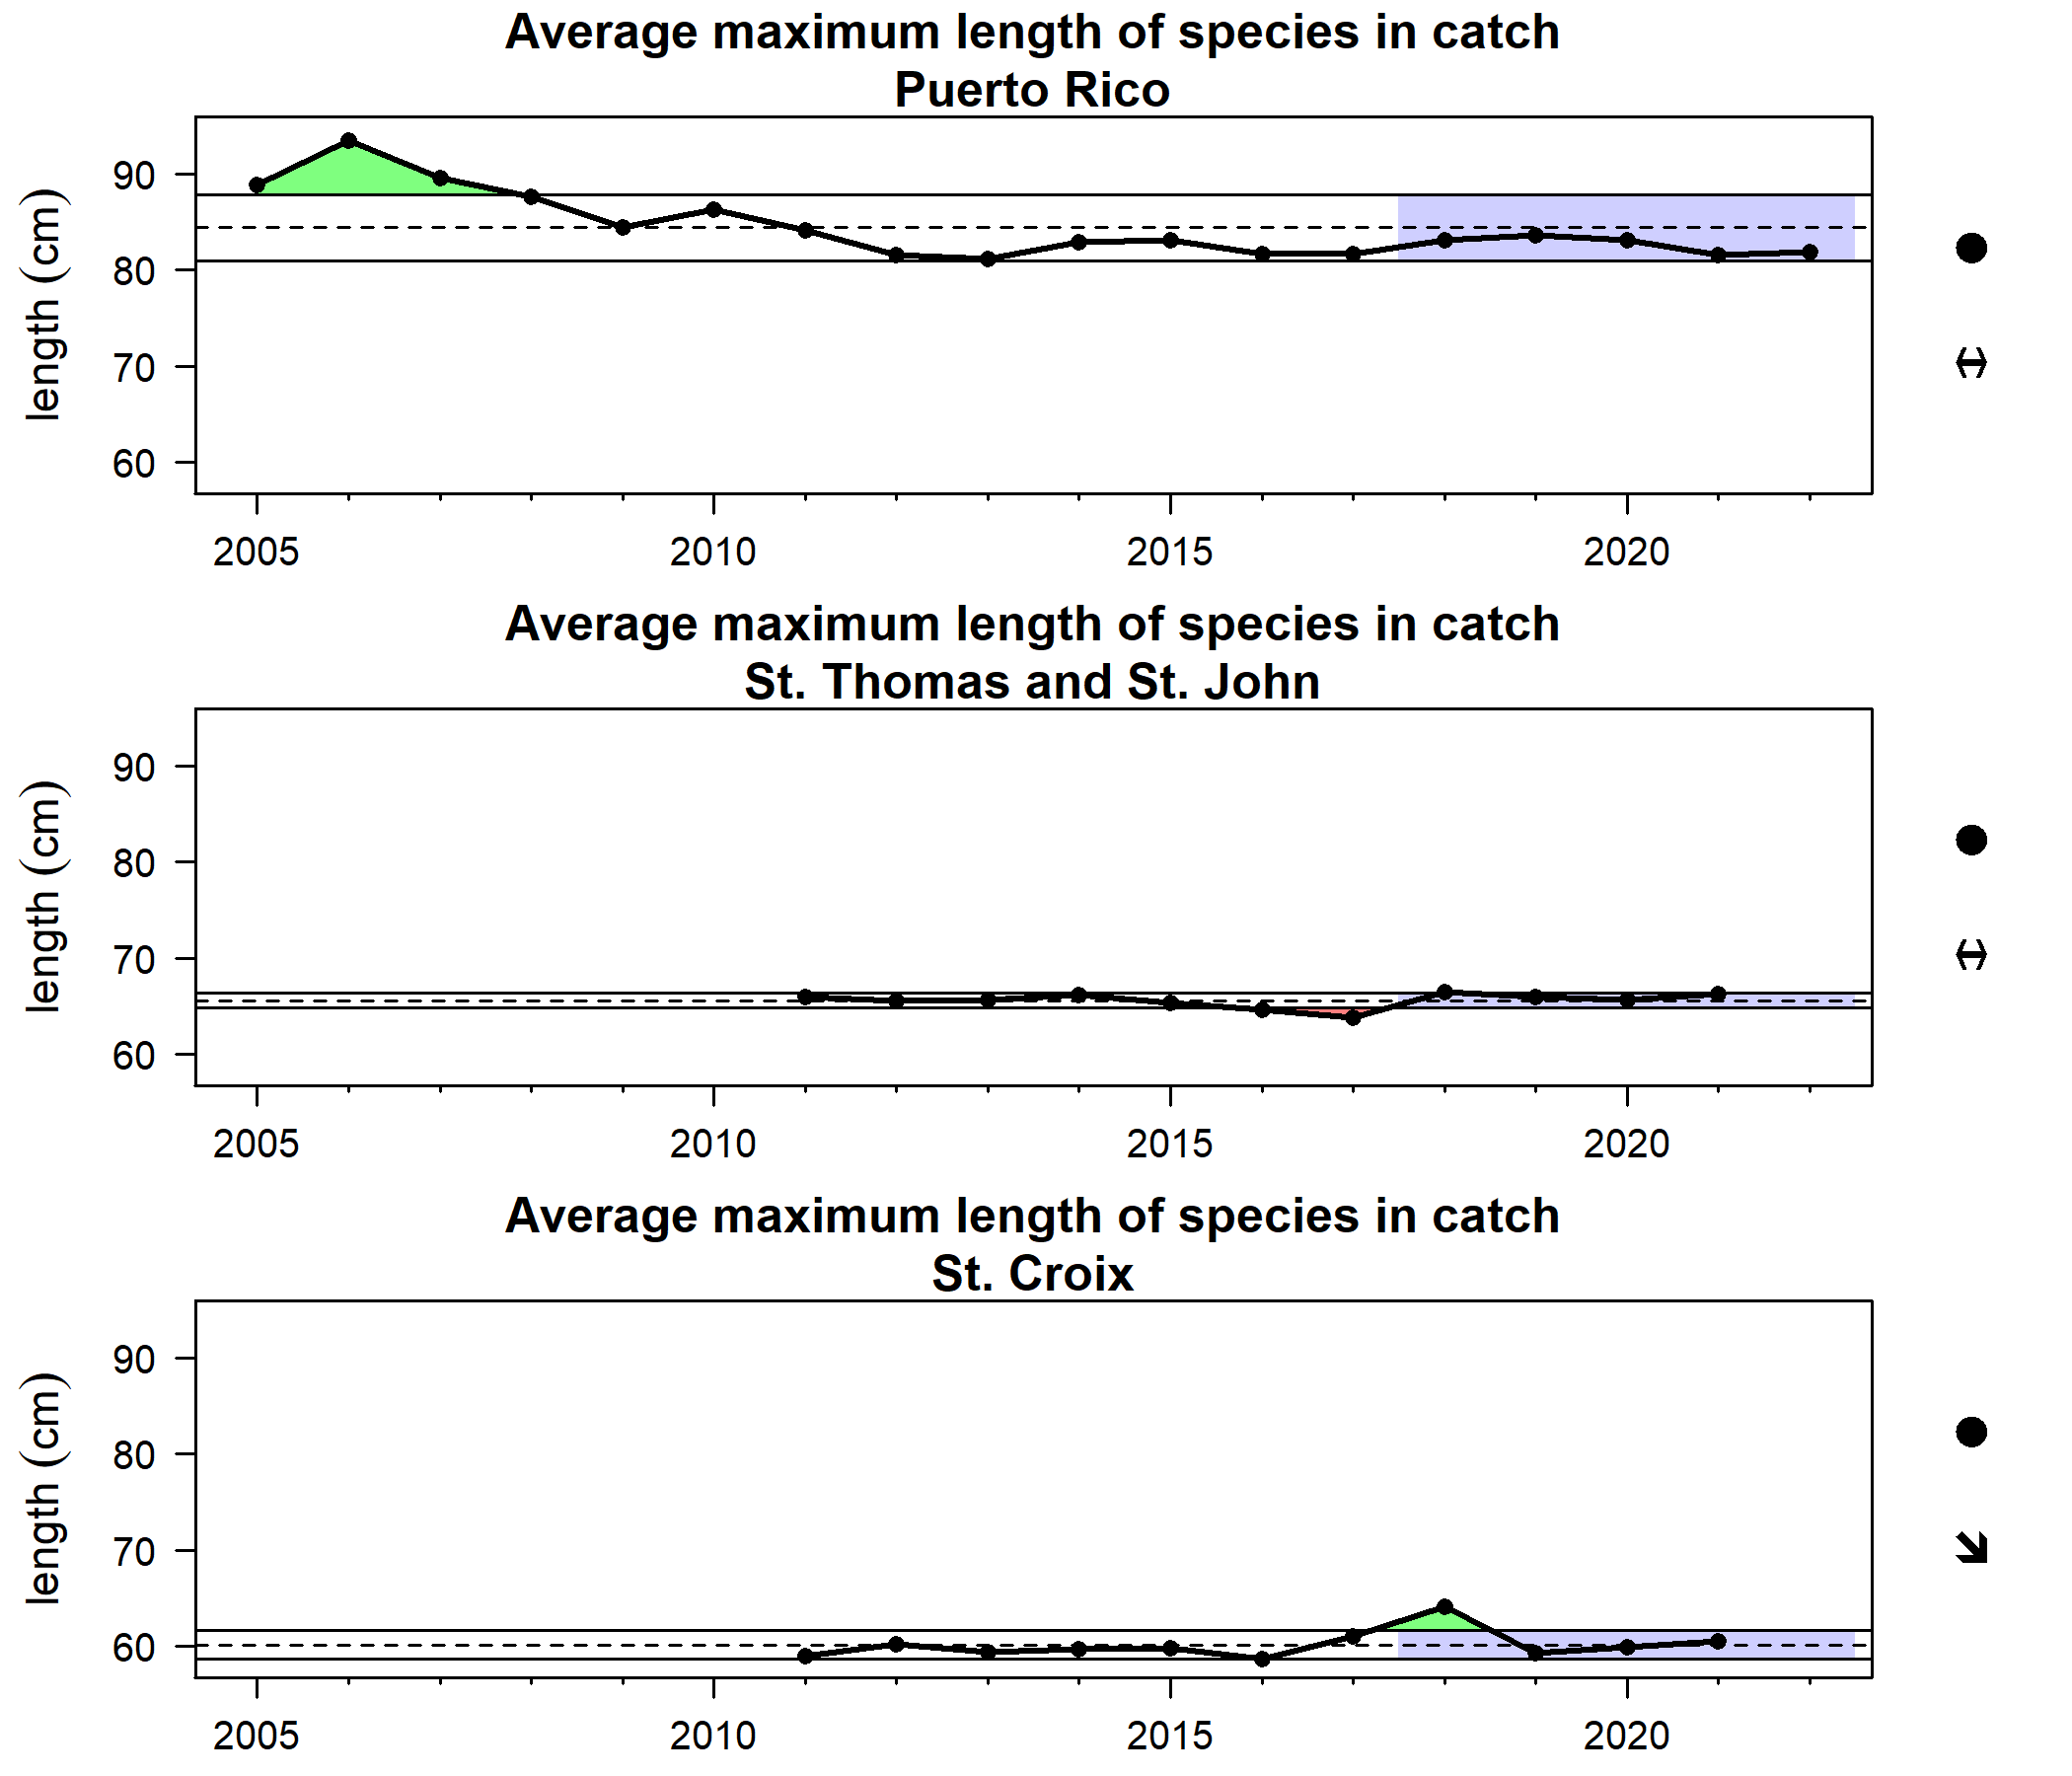 Average maximum length of species in catch
Puerto Rico
length (cm)
90
80
70
60
2005 2010 2015 2020
Average maximum length of species in catch
St. Thomas and St. John
length (cm)
90
80
70
60
2005 2010 2015 2020
Average maximum length of species in catch
St. Croix
length (cm)
90
80
70
60
2005 2010 2015 2020